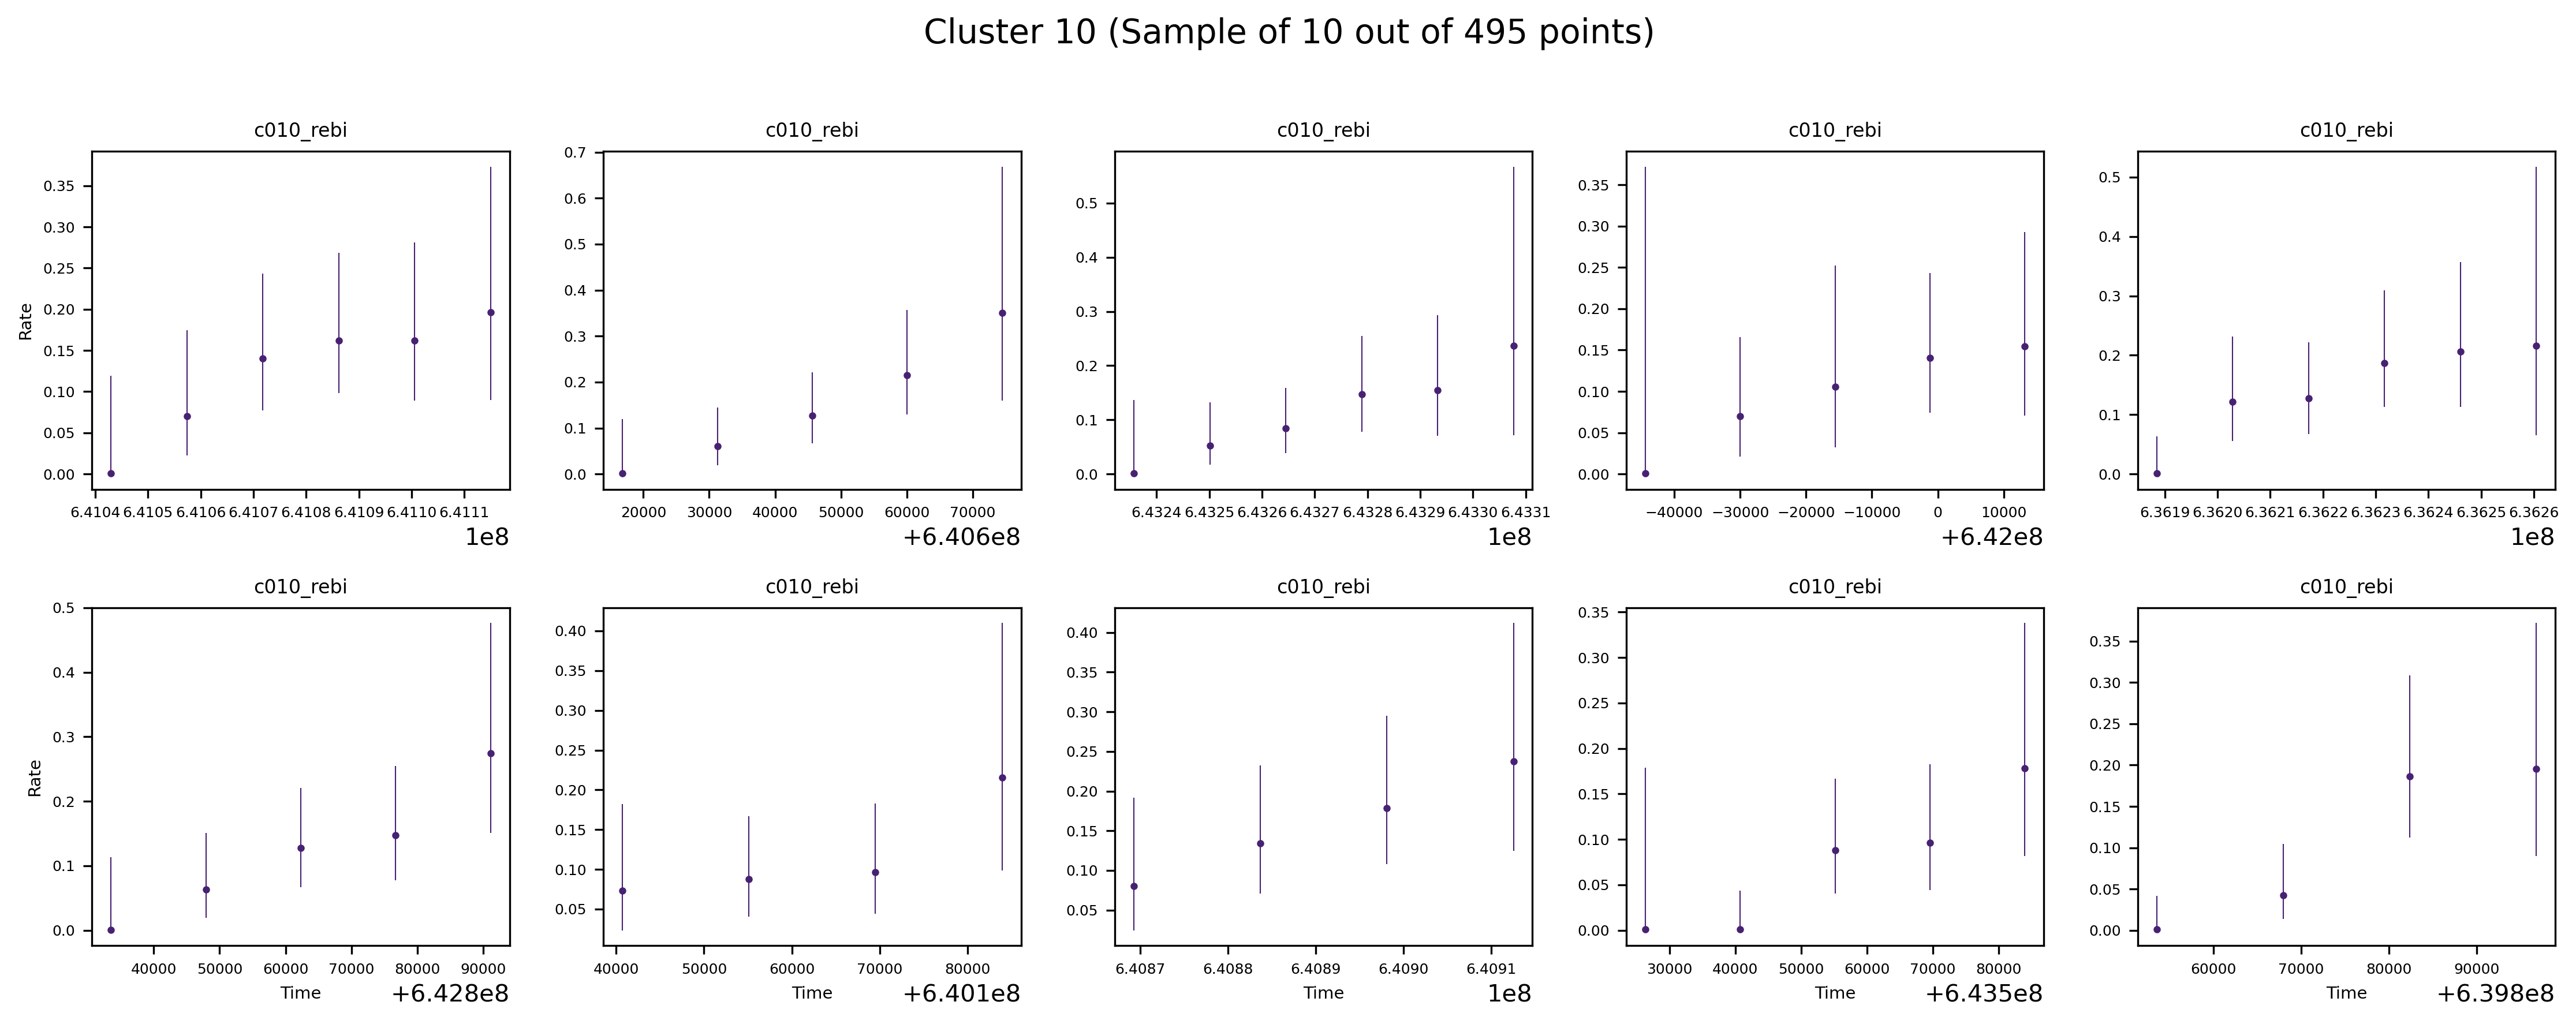 Cluster 10 (Sample of 10 out of 495 points)
c010_rebi c010_rebi c010_rebi c010_rebi c010_rebi
Rate
0.35
0.30
0.25
0.20
0.15
0.10
0.05
0.00
6.4104 6.4105 6.4106 6.4107 6.4108 6.4109 6.4110 6.4111
1e8
0.7
0.6
0.5
0.4
0.3
0.2
0.1
0.0
20000 30000 40000 50000 60000 70000
+6.406e8
0.5
0.4
0.3
0.2
0.1
0.0
6.4324 6.4325 6.4326 6.4327 6.4328 6.4329 6.4330 6.4331
1e8
0.35
0.30
0.25
0.20
0.15
0.10
0.05
0.00
−40000 −30000 −20000 −10000 0 10000
+6.42e8
0.5
0.4
0.3
0.2
0.1
0.0
6.3619 6.3620 6.3621 6.3622 6.3623 6.3624 6.3625 6.3626
1e8
c010_rebi c010_rebi c010_rebi c010_rebi c010_rebi
Rate
0.5
0.4
0.3
0.2
0.1
0.0
40000 50000 60000 70000 80000 90000
Time
+6.428e8
0.40
0.35
0.30
0.25
0.20
0.15
0.10
0.05
40000 50000 60000 70000 80000
Time
+6.401e8
0.40
0.35
0.30
0.25
0.20
0.15
0.10
0.05
6.4087 6.4088 6.4089 6.4090 6.4091
Time
1e8
0.35
0.30
0.25
0.20
0.15
0.10
0.05
0.00
30000 40000 50000 60000 70000 80000
Time
+6.435e8
0.35
0.30
0.25
0.20
0.15
0.10
0.05
0.00
60000 70000 80000 90000
Time
+6.398e8